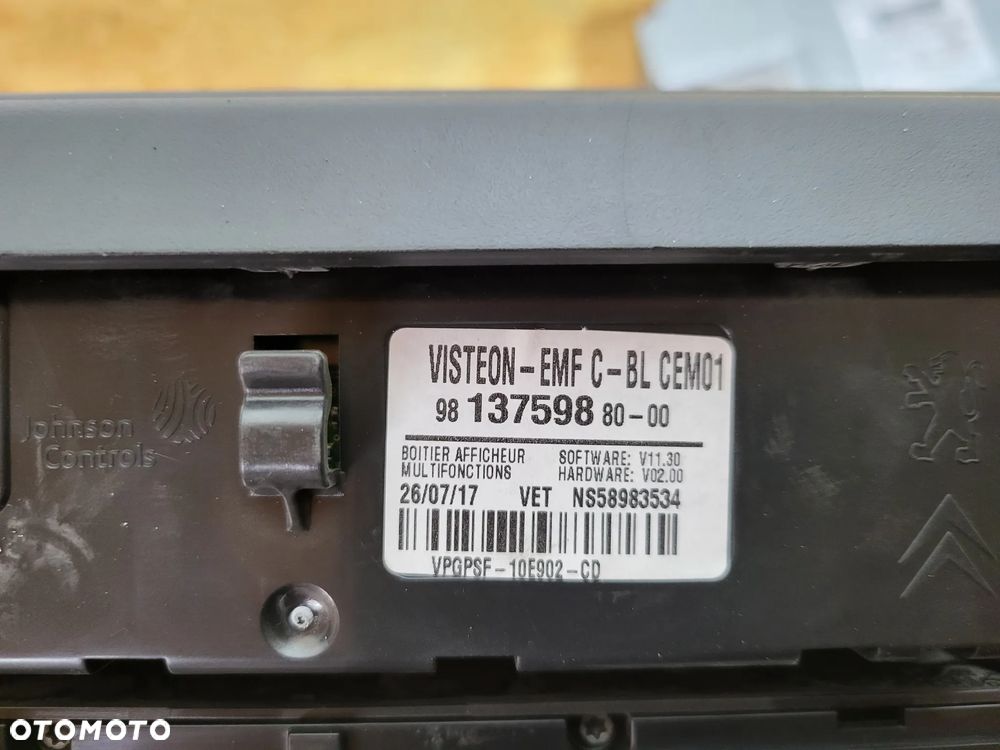 VISTEON-EMF C-BL CEM01
98 137598 80-00
BOITIER AFFICHEUR SOFTWARE: V11.30
MULTIFONCTIONS HARDWARE: V02.00
26/07/17 VET NS58983534
VPGPSF-10E902-CD
Johnson
Controls
OTOMOTO